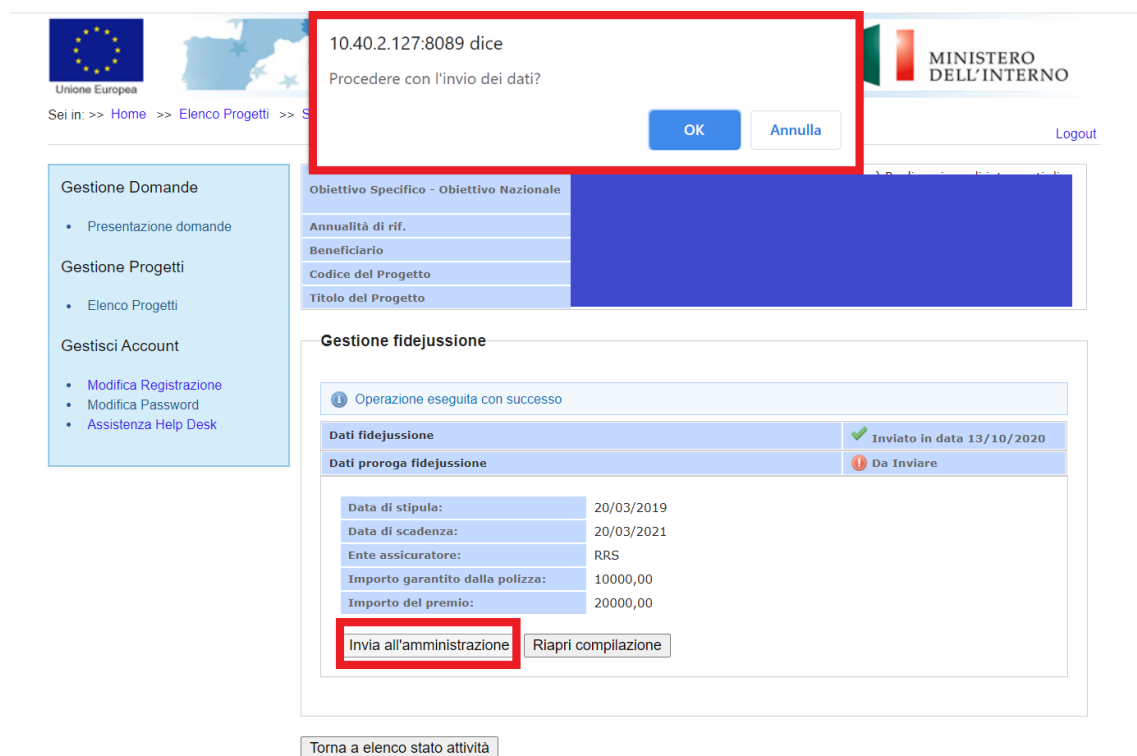 10.40.2.127:8089 dice
Procedere con l'invio dei dati?
OK
Annulla
Unione Europea
MINISTERO
DELL'INTERNO
Sei in: >> Home >> Elenco Progetti >> S
Logout
Gestione Domande
• Presentazione domande
Gestione Progetti
• Elenco Progetti
Gestisci Account
• Modifica Registrazione
• Modifica Password
• Assistenza Help Desk
Obiettivo Specifico - Obiettivo Nazionale
Annualità di rif.
Beneficiario
Codice del Progetto
Titolo del Progetto
Gestione fidejussione
Operazione eseguita con successo
Dati fidejussione Inviato in data 13/10/2020
Dati proroga fidejussione Da Inviare
Data di stipula: 20/03/2019
Data di scadenza: 20/03/2021
Ente assicuratore: RRS
Importo garantito dalla polizza: 10000,00
Importo del premio: 20000,00
Invia all'amministrazione Riapri compilazione
Torna a elenco stato attività